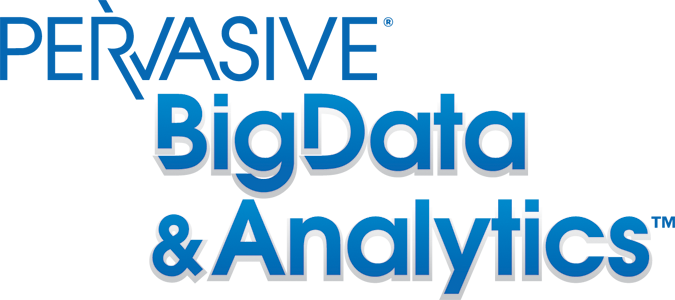 PERVASIVE®
BigData
& Analytics™